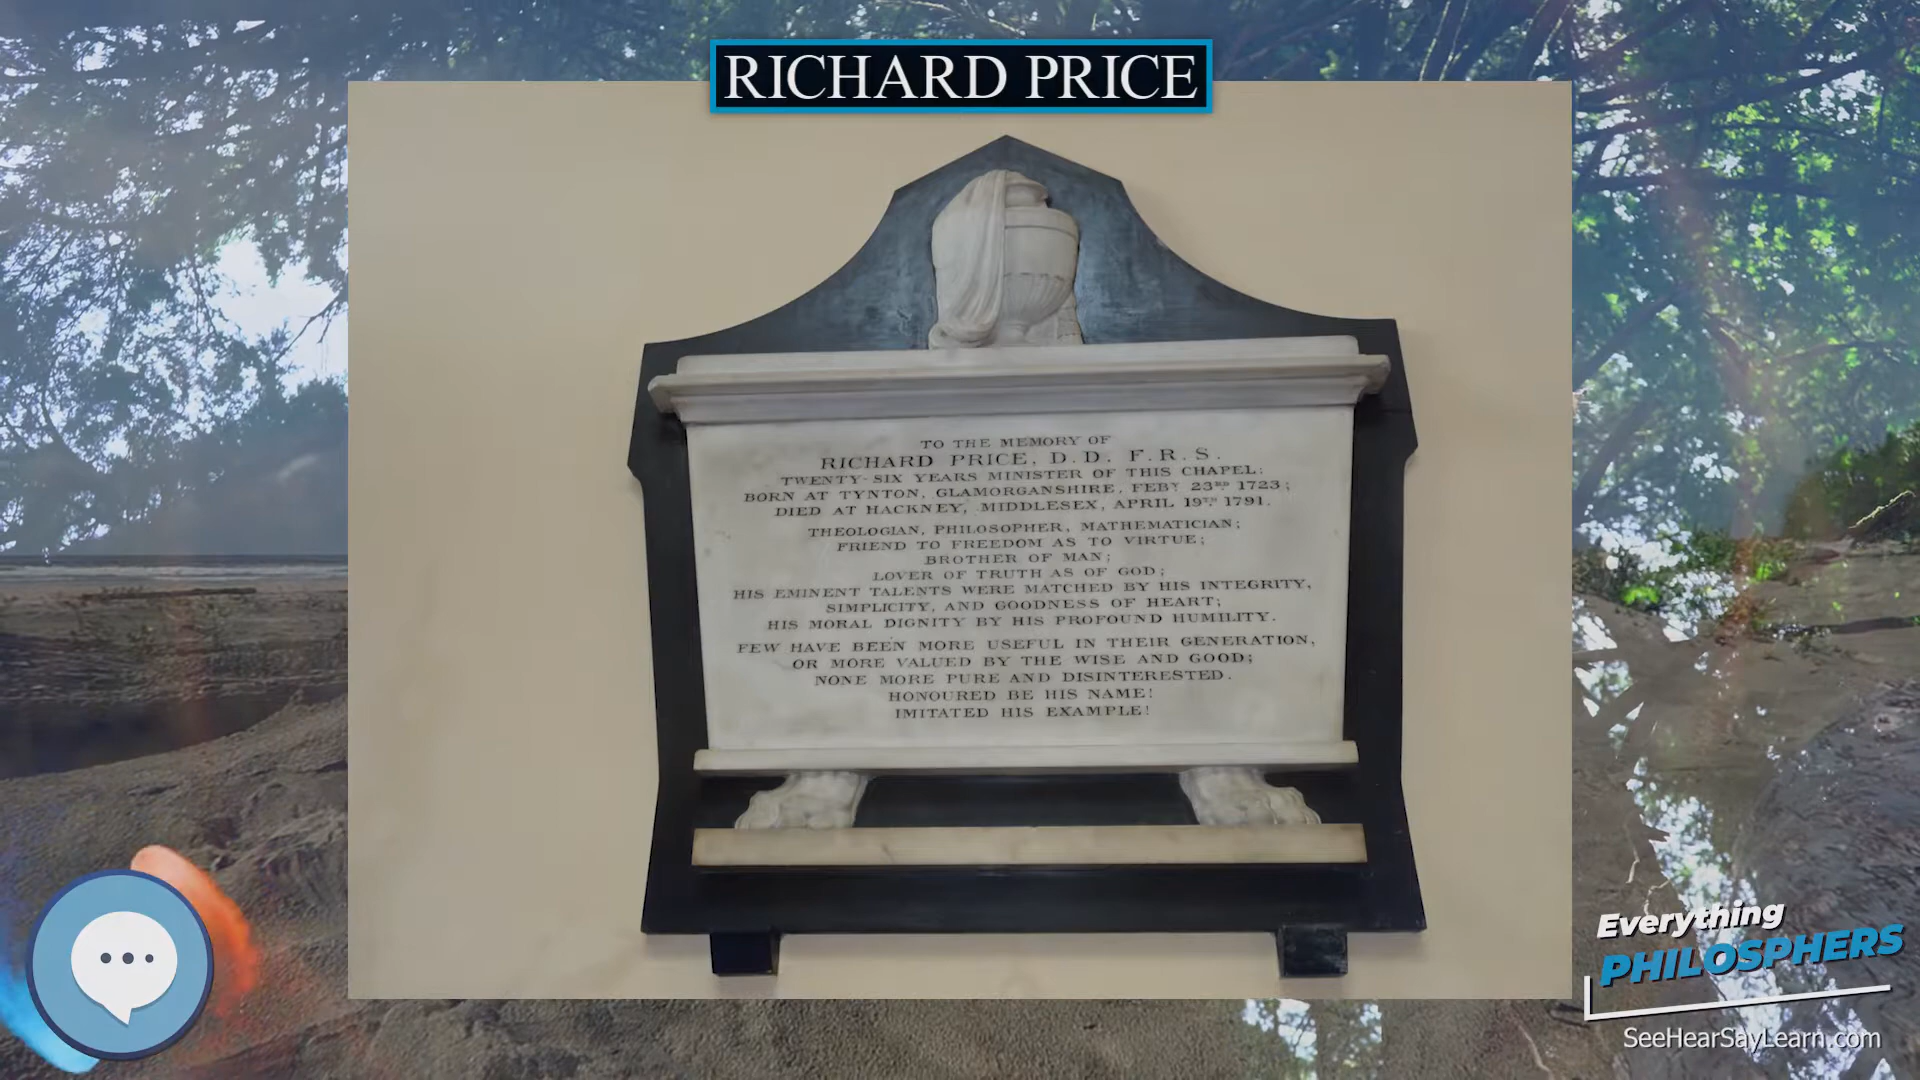 RICHARD PRICE
TO THE MEMORY OF
RICHARD PRICE, D.D. F.R.S.
TWENTY-SIX YEARS MINISTER OF THIS CHAPEL;
BORN AT TYNTON, GLAMORGANSHIRE, FEBY 23RD 1723;
DIED AT HACKNEY, MIDDLESEX, APRIL 19TH 1791.
THEOLOGIAN, PHILOSOPHER, MATHEMATICIAN;
FRIEND TO FREEDOM AS TO VIRTUE;
BROTHER OF MAN;
LOVER OF TRUTH AS OF GOD;
HIS EMINENT TALENTS WERE MATCHED BY HIS INTEGRITY,
SIMPLICITY, AND GOODNESS OF HEART;
HIS MORAL DIGNITY BY HIS PROFOUND HUMILITY.
FEW HAVE BEEN MORE USEFUL IN THEIR GENERATION,
OR MORE VALUED BY THE WISE AND GOOD;
NONE MORE PURE AND DISINTERESTED.
HONOURED BE HIS NAME!
IMITATED HIS EXAMPLE!
Everything
PHILOSPHERS
SeeHearSayLearn.com